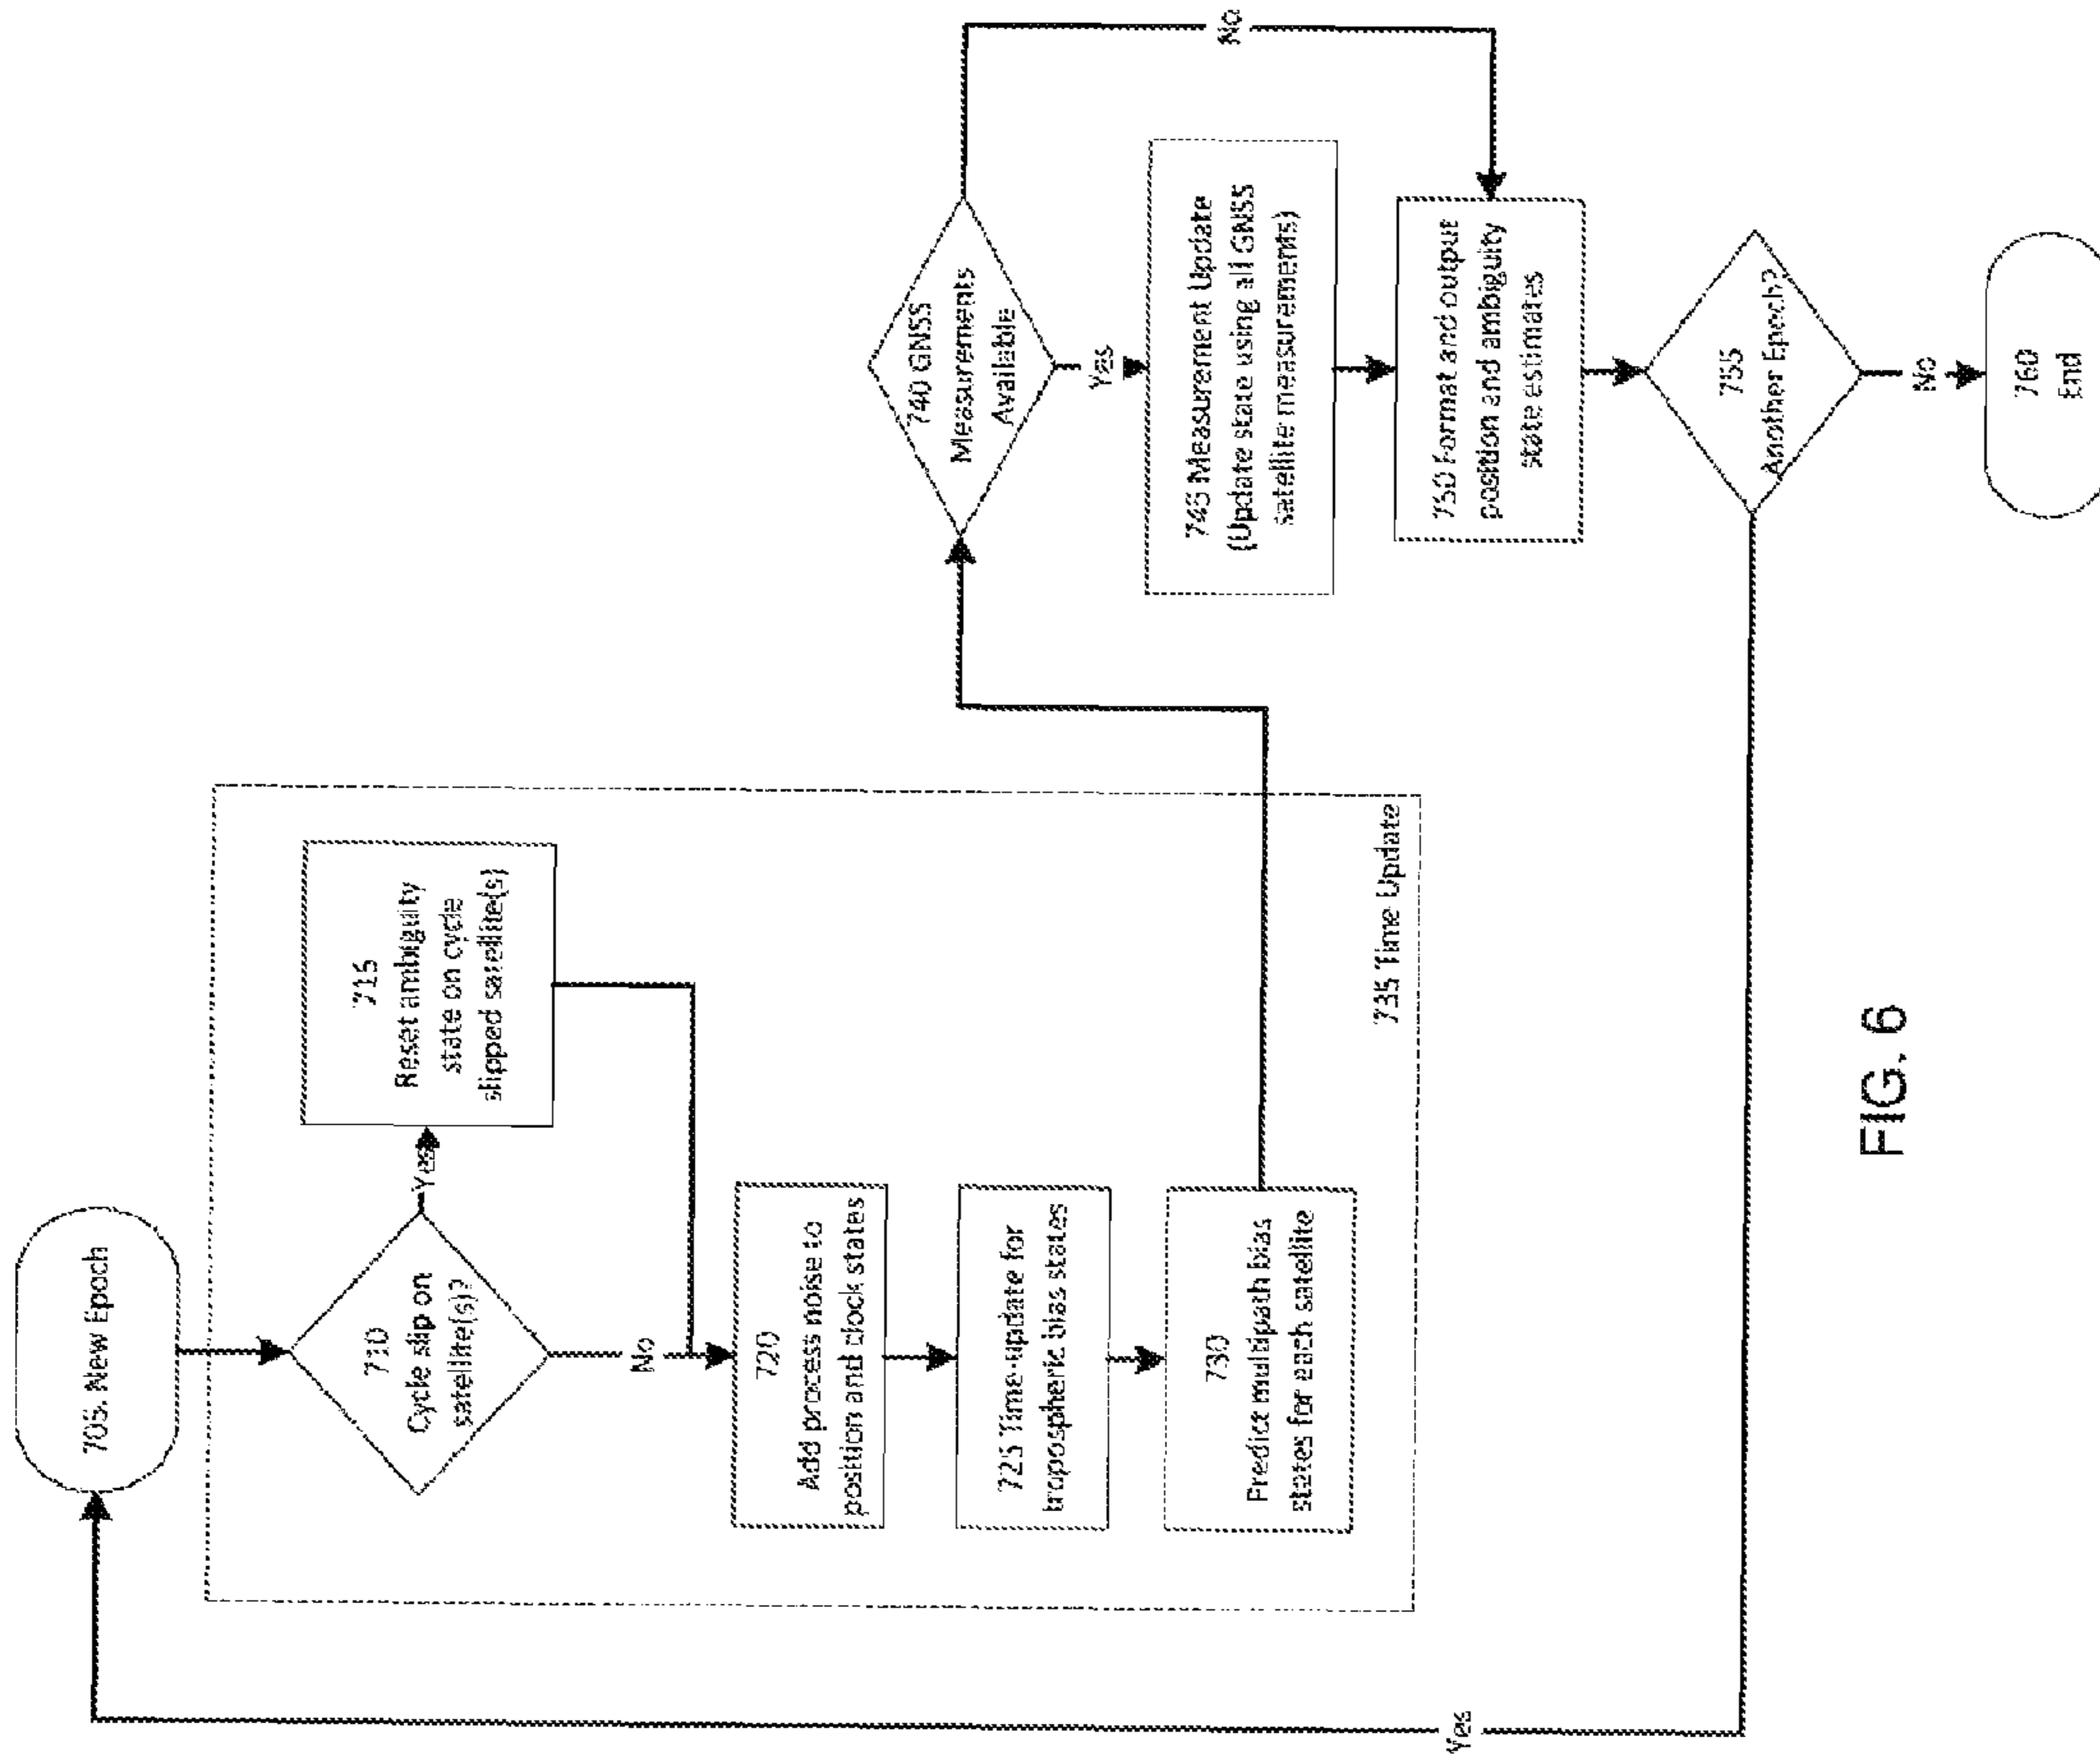 705. New Epoch
710
Cycle slip on
satellite(s)?
Yes
715
Reset ambiguity
state on cycle
slipped satellite(s)
No
720
Add process noise to
position and clock states
725 Time-update for
tropospheric bias states
730
Predict multipath bias
states for each satellite
735 Time Update
740 GNSS
Measurements
Available
Yes
No
745 Measurement Update
(Update state using all GNSS
satellite measurements)
750 Format and output
position and ambiguity
state estimates
755
Another Epoch?
Yes
No
760
End
FIG. 6